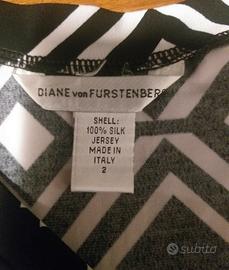 DIANE von FURSTENBERG
SHELL:
100% SILK
JERSEY
MADE IN
ITALY
2
subito